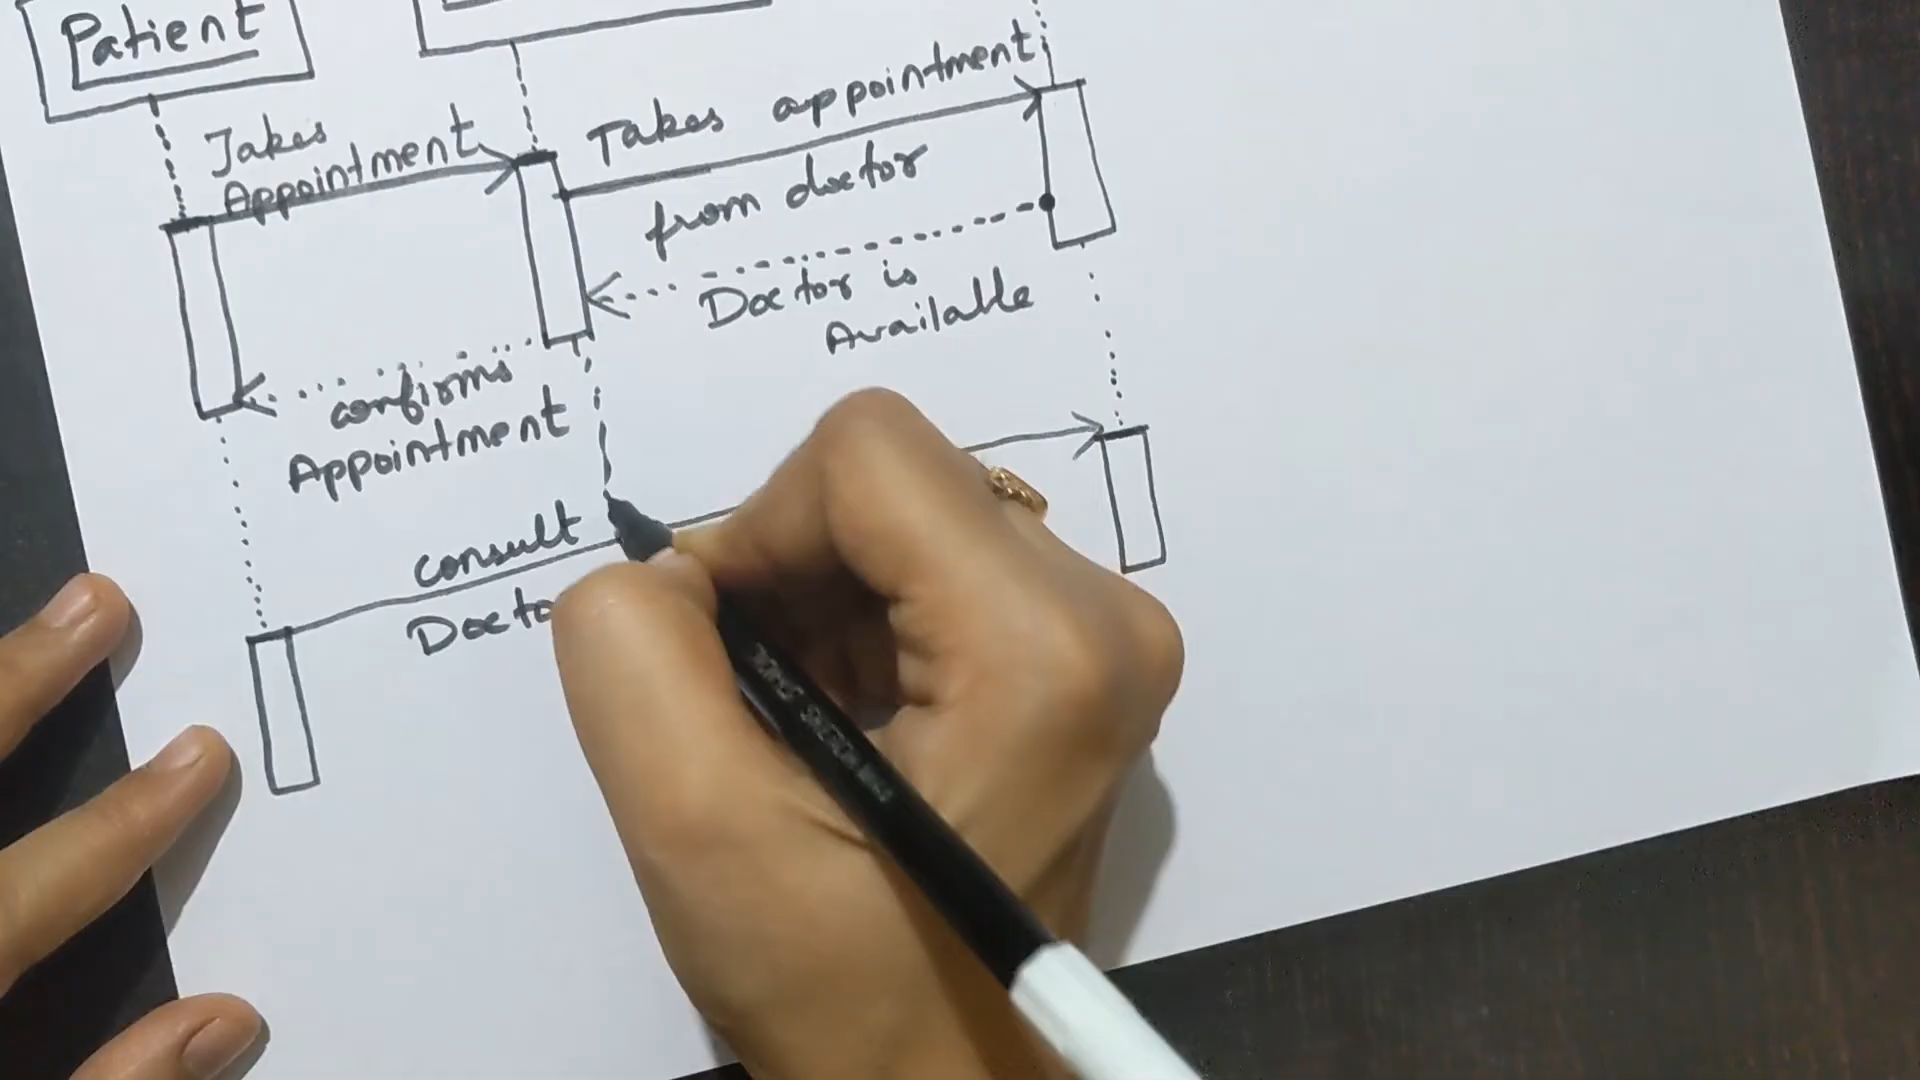 Patient
Takes
Appointment
Takes appointment
from doctor
Doctor is
Available
confirms
Appointment
consult